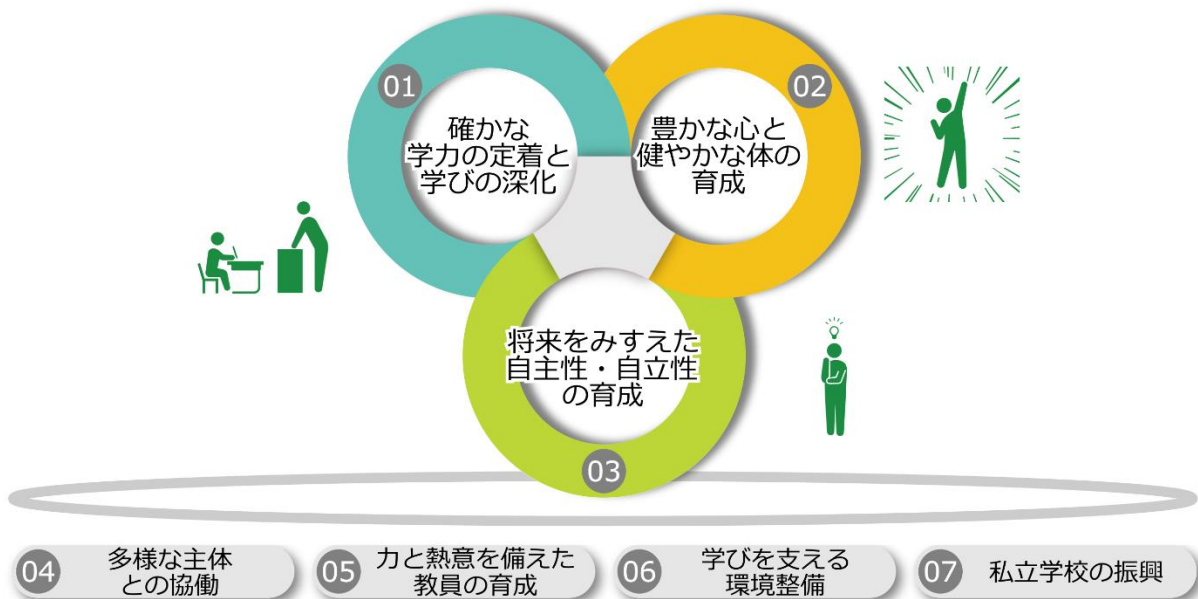 01
確かな
学力の定着と
学びの深化
02
豊かな心と
健やかな体の
育成
将来をみすえた
自主性・自立性
の育成
03
04
多様な主体
との協働
05
力と熱意を備えた
教員の育成
06
学びを支える
環境整備
07
私立学校の振興